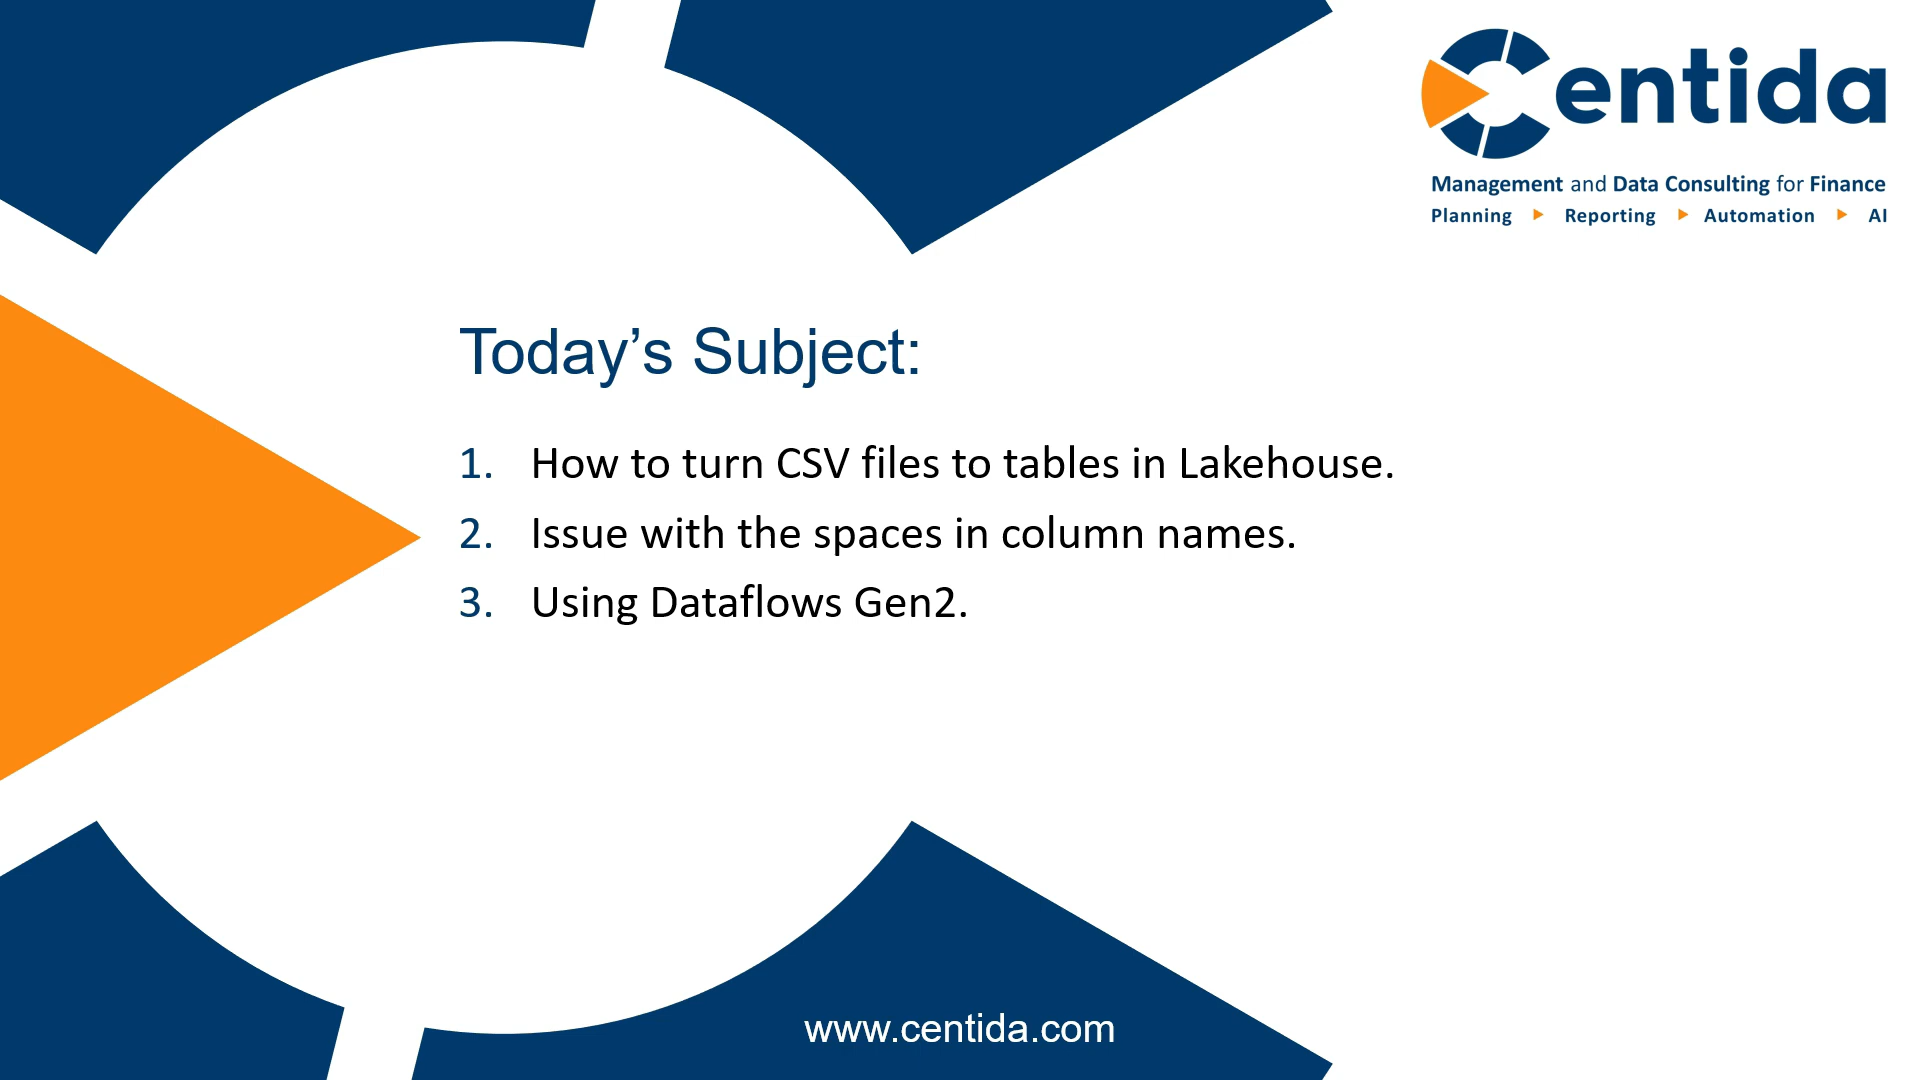 Centida
Management and Data Consulting for Finance
Planning Reporting Automation AI
Today’s Subject:
1. How to turn CSV files to tables in Lakehouse.
2. Issue with the spaces in column names.
3. Using Dataflows Gen2.
www.centida.com